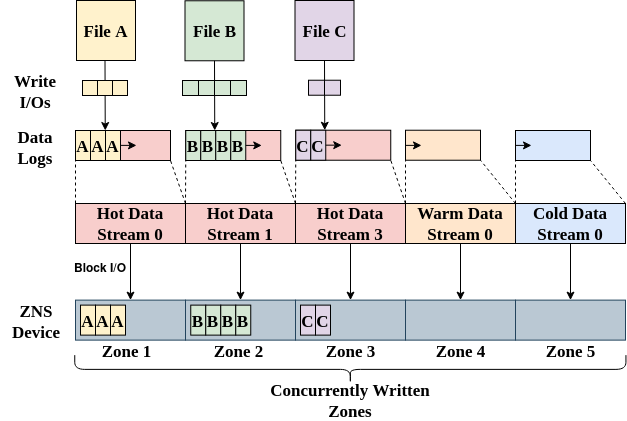 File A
File B
File C
Write
I/Os
Data
Logs
A A A
B B B B
C C
Hot Data
Stream 0
Hot Data
Stream 1
Hot Data
Stream 3
Warm Data
Stream 0
Cold Data
Stream 0
Block I/O
ZNS
Device
A A A
B B B B
C C
Zone 1
Zone 2
Zone 3
Zone 4
Zone 5
Concurrently Written
Zones